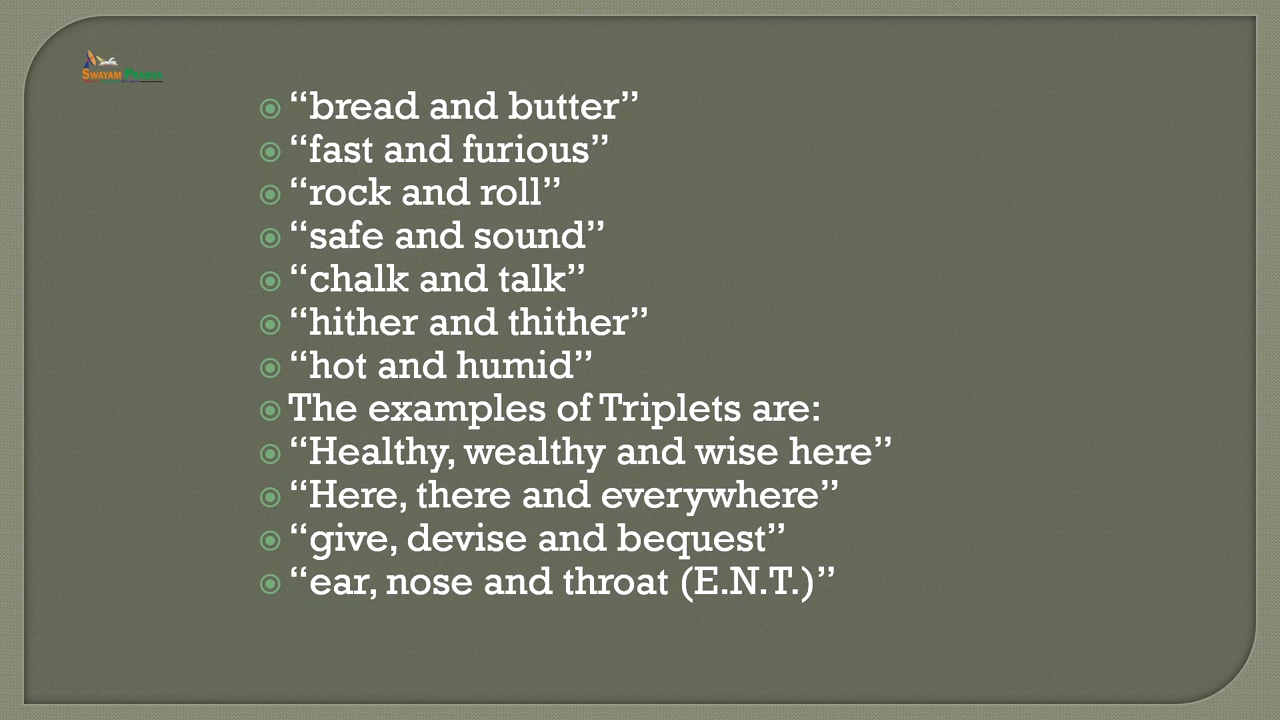 SWAYAM PRABHA
“bread and butter”
“fast and furious”
“rock and roll”
“safe and sound”
“chalk and talk”
“hither and thither”
“hot and humid”
The examples of Triplets are:
“Healthy, wealthy and wise here”
“Here, there and everywhere”
“give, devise and bequest”
“ear, nose and throat (E.N.T.)”